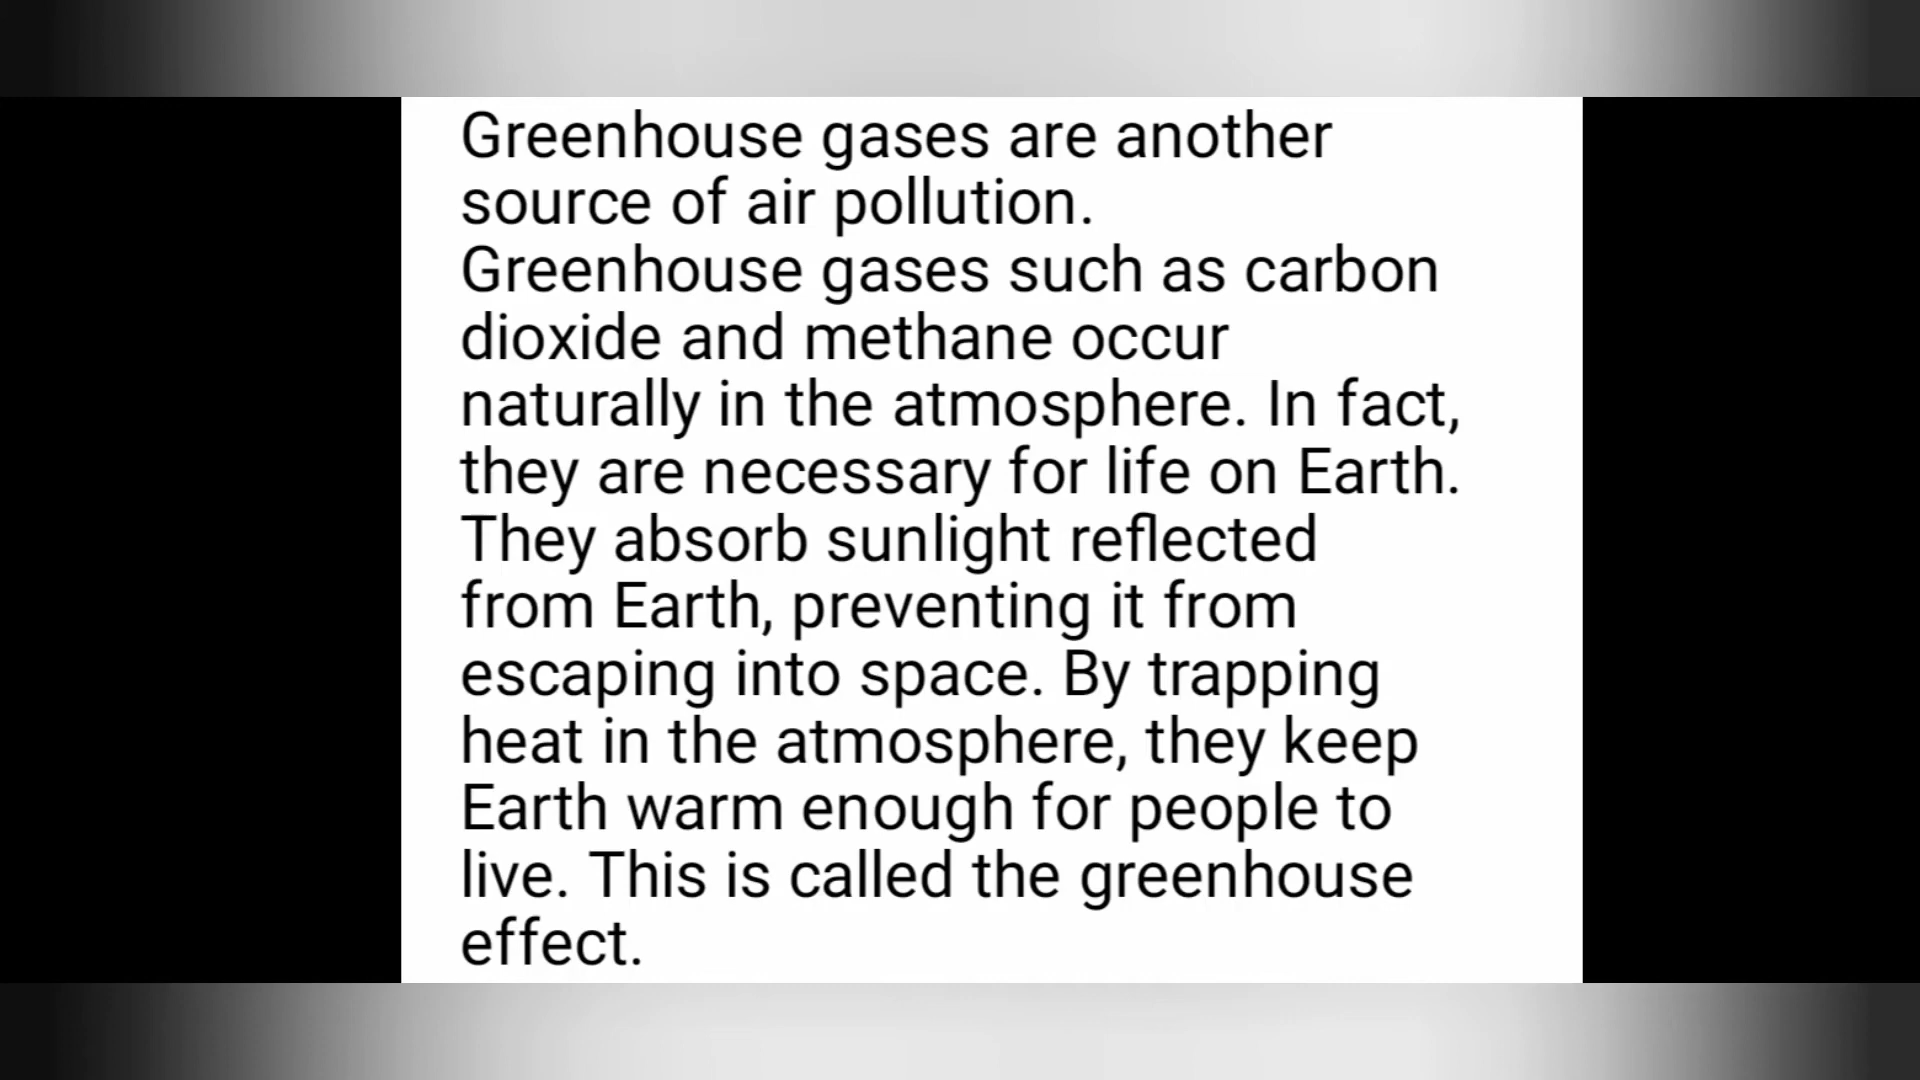 Greenhouse gases are another
source of air pollution.
Greenhouse gases such as carbon
dioxide and methane occur
naturally in the atmosphere. In fact,
they are necessary for life on Earth.
They absorb sunlight reflected
from Earth, preventing it from
escaping into space. By trapping
heat in the atmosphere, they keep
Earth warm enough for people to
live. This is called the greenhouse
effect.